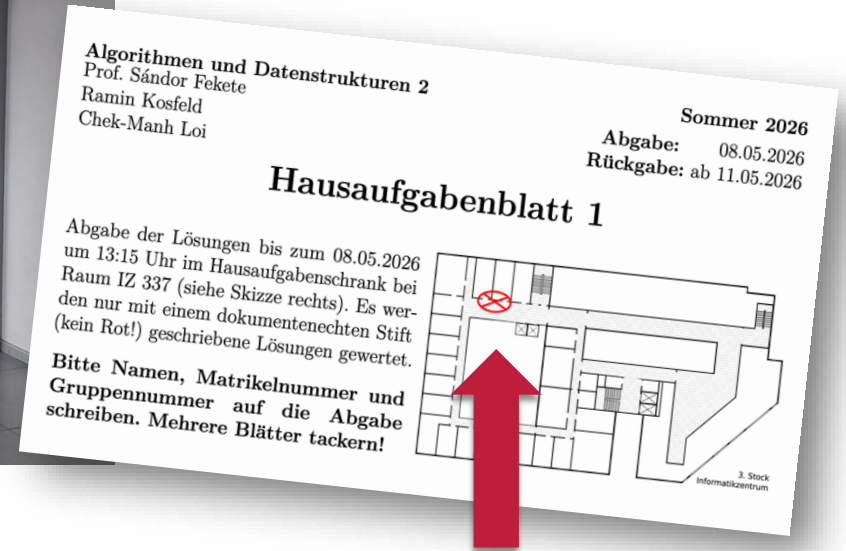 Algorithmen und Datenstrukturen 2
Prof. Sándor Fekete
Ramin Kosfeld
Chek-Manh Loi
Sommer 2026
Abgabe: 08.05.2026
Rückgabe: ab 11.05.2026
Hausaufgabenblatt 1
Abgabe der Lösungen bis zum 08.05.2026
um 13:15 Uhr im Hausaufgabenschrank bei
Raum IZ 337 (siehe Skizze rechts). Es wer-
den nur mit einem dokumentenechten Stift
(kein Rot!) geschriebene Lösungen gewertet.
Bitte Namen, Matrikelnummer und
Gruppennummer auf die Abgabe
schreiben. Mehrere Blätter tackern!
3. Stock
Informatikzentrum